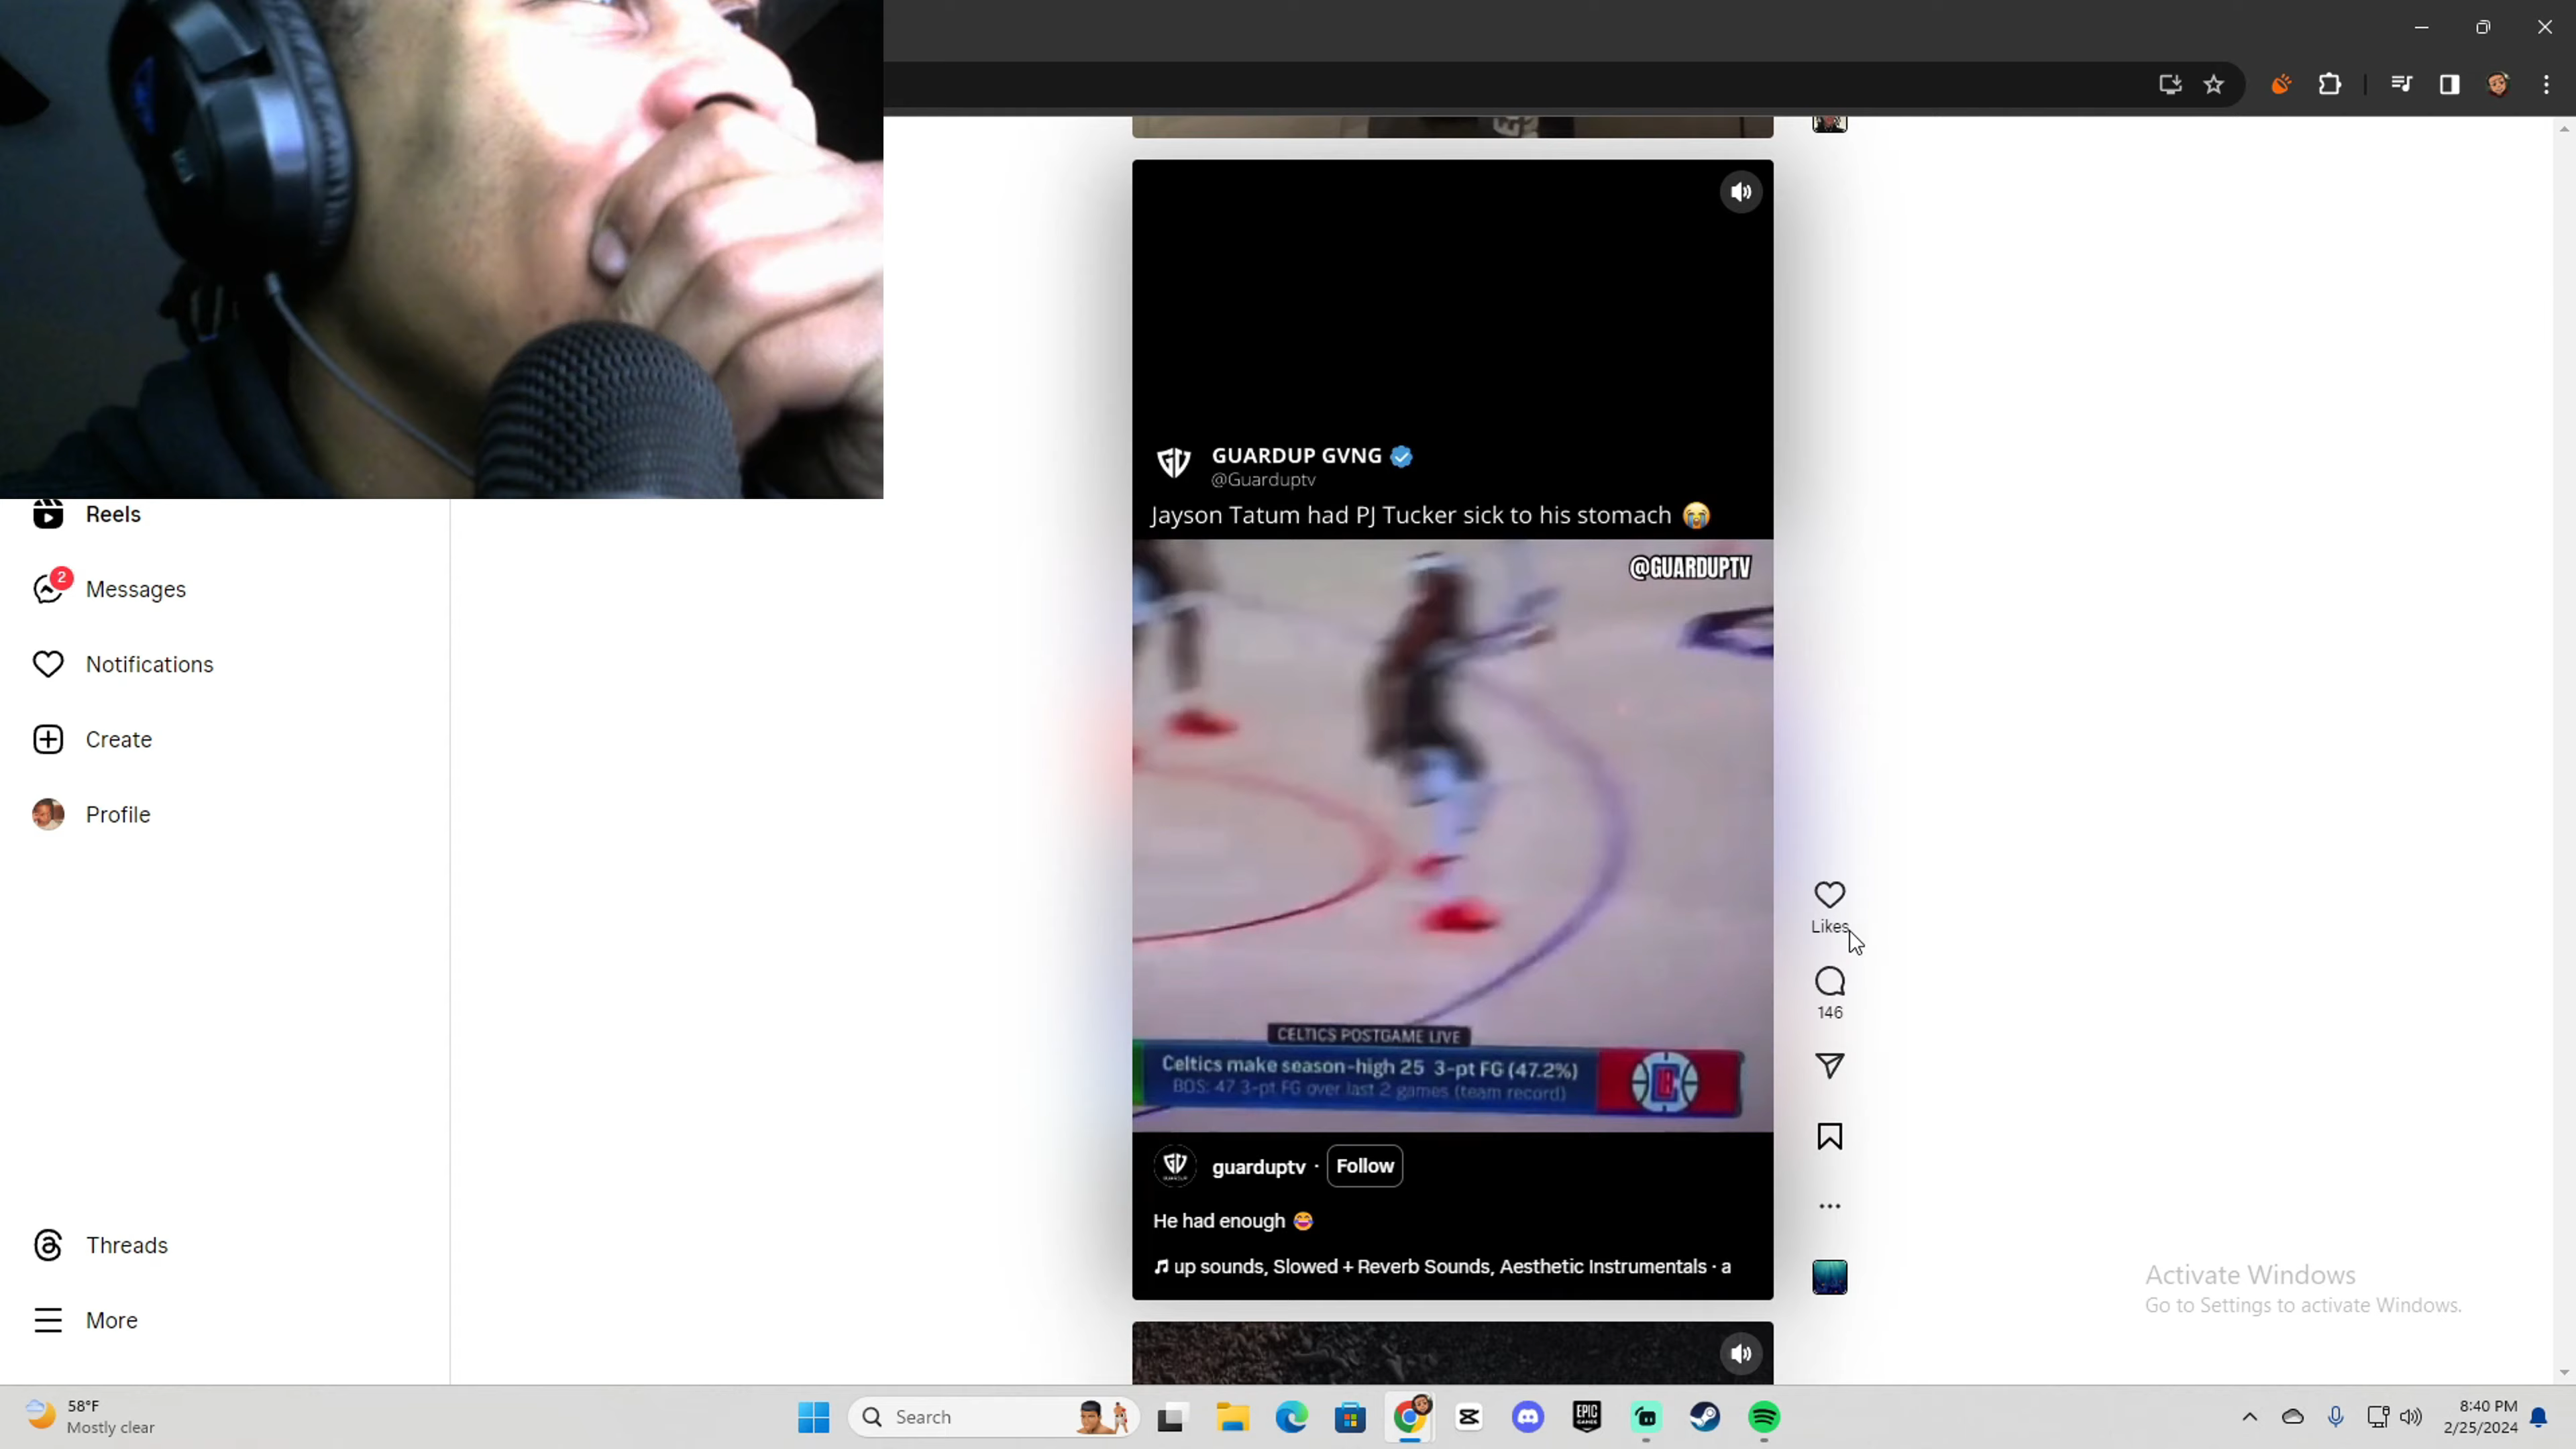 GUARDUP GVNG
@Guarduptv
Jayson Tatum had PJ Tucker sick to his stomach 😭
@GUARDUPTV
Reels
2
Messages
Notifications
Create
Profile
Likes
146
CELTICS POSTGAME LIVE
Celtics make season-high 25 3-pt FG (47.2%)
BOS: 47 3-pt FG over last 2 games (team record)
guarduptv · Follow
He had enough 😂
up sounds, Slowed + Reverb Sounds, Aesthetic Instrumentals · a
Threads
More
Activate Windows
Go to Settings to activate Windows.
58°F
Mostly clear
Search
EPIC GAMES
8:40 PM
2/25/2024